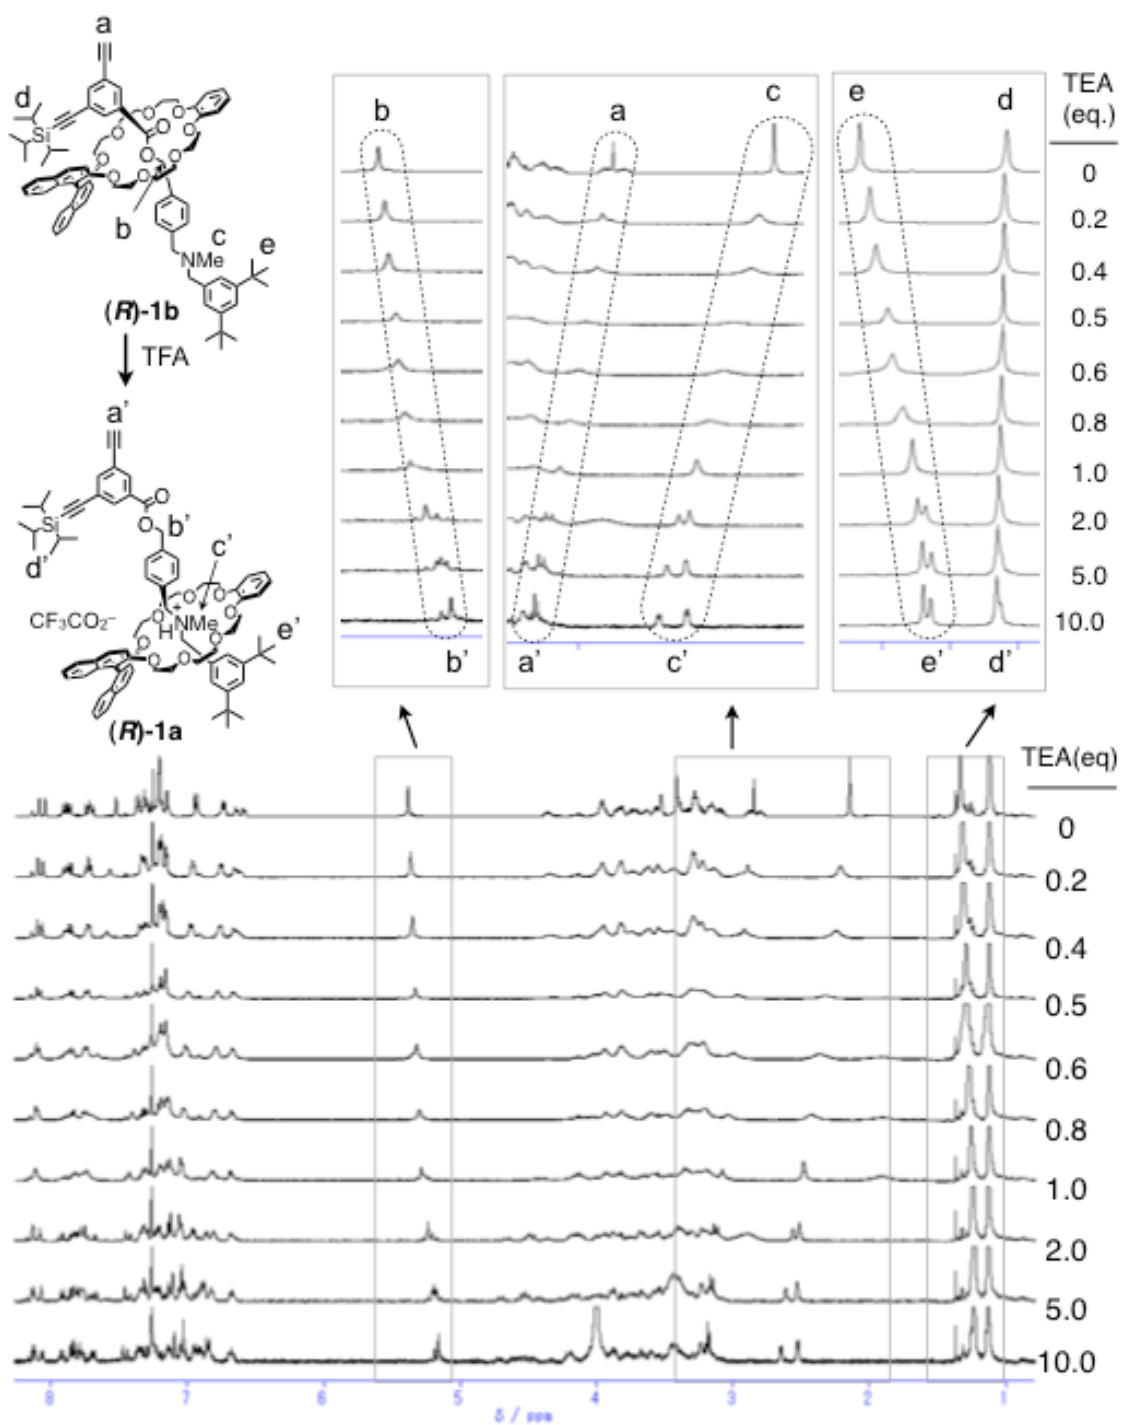 a
d
Si
O
O
O
O
O
O
O
O
b
c
NMe
e
(R)-1b
TFA
a'
Si
O
O
b'
d'
c'
CF₃CO₂⁻
H
+
NMe
O
O
O
O
O
O
e'
(R)-1a
TEA
(eq.)
b
a
c
e
d
0
0.2
0.4
0.5
0.6
0.8
1.0
2.0
5.0
10.0
b'
a'
c'
e'
d'
TEA(eq)
0
0.2
0.4
0.5
0.6
0.8
1.0
2.0
5.0
10.0
8 7 6 5 4 3 2 1
δ / ppm